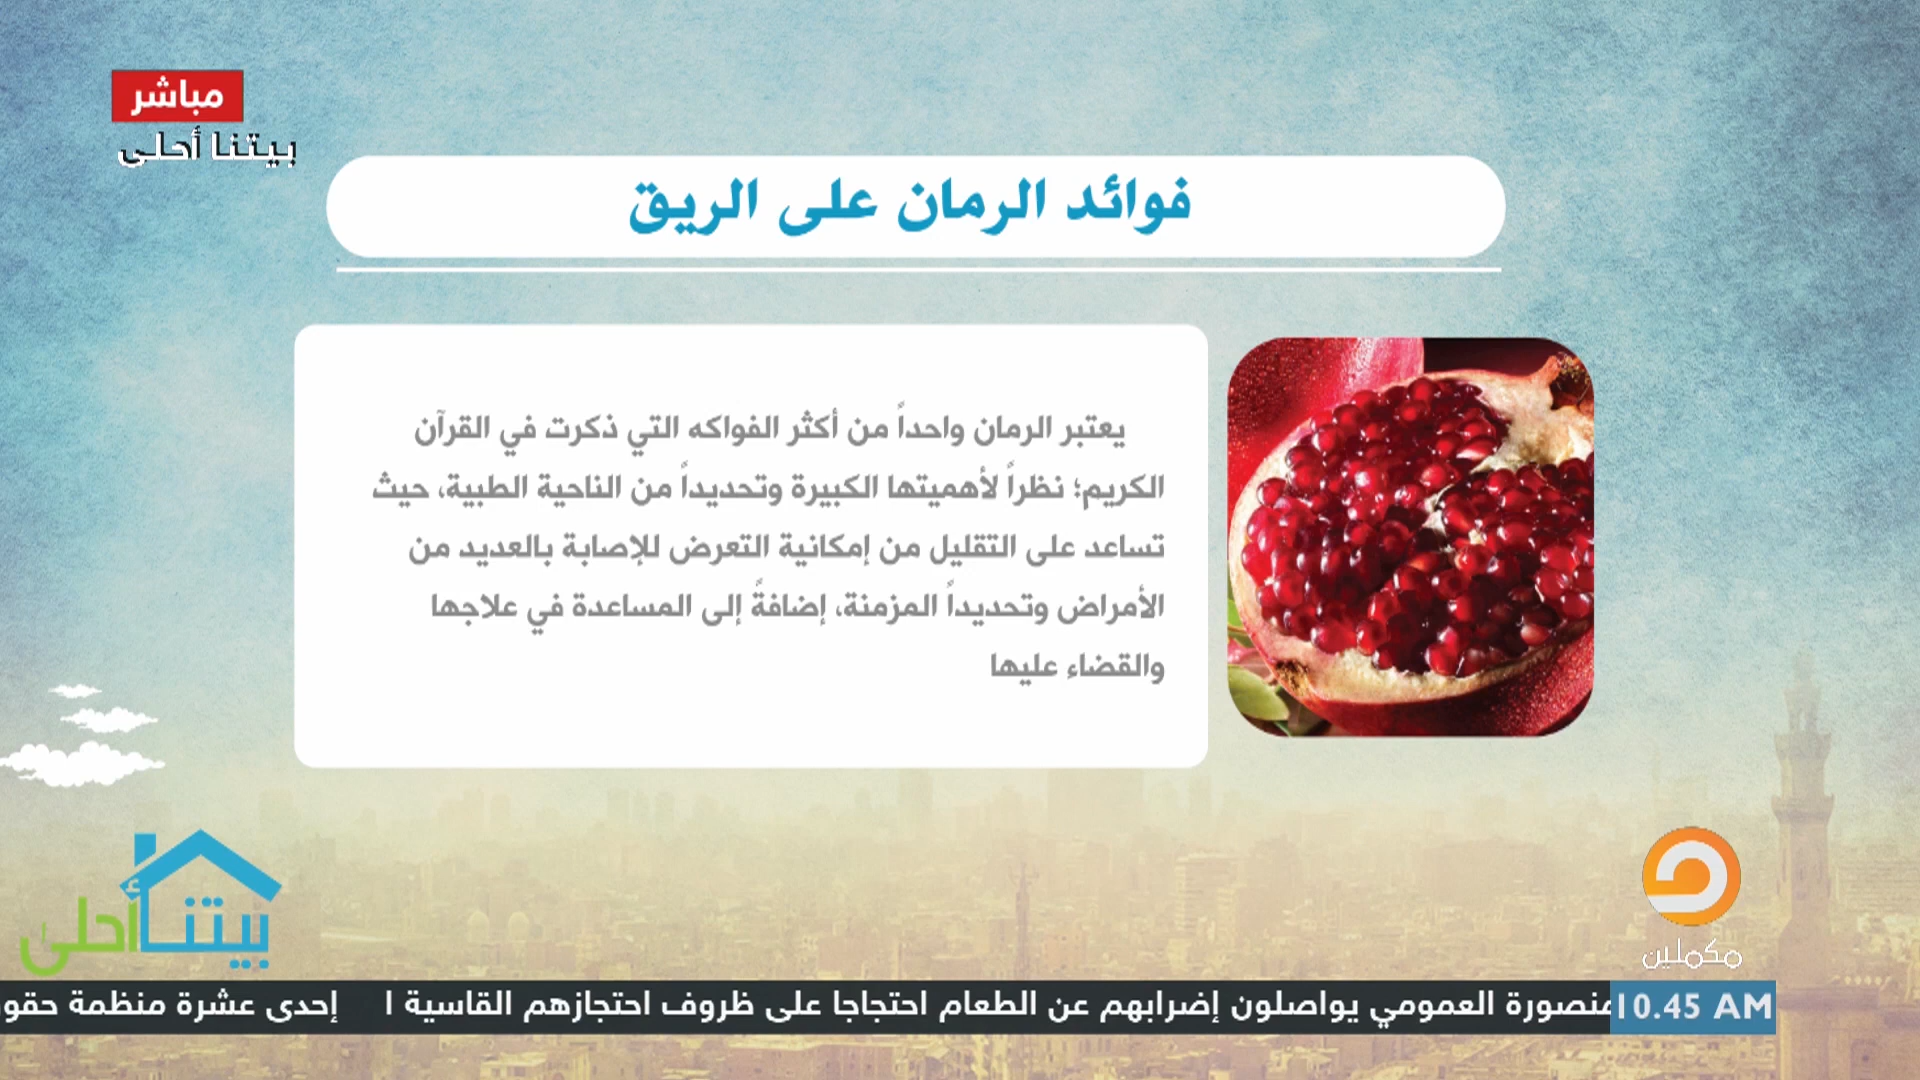 مباشر
بيتنا أحلى
فوائد الرمان على الريق
يعتبر الرمان واحداً من أكثر الفواكه التي ذكرت في القرآن
الكريم؛ نظراً لأهميتها الكبيرة وتحديداً من الناحية الطبية، حيث
تساعد على التقليل من إمكانية التعرض للإصابة بالعديد من
الأمراض وتحديداً المزمنة، إضافةً إلى المساعدة في علاجها
والقضاء عليها
بيتنا أحلى
مكملين
10.45 AM
منصورة العمومي يواصلون إضرابهم عن الطعام احتجاجا على ظروف احتجازهم القاسية ا إحدى عشرة منظمة حقو